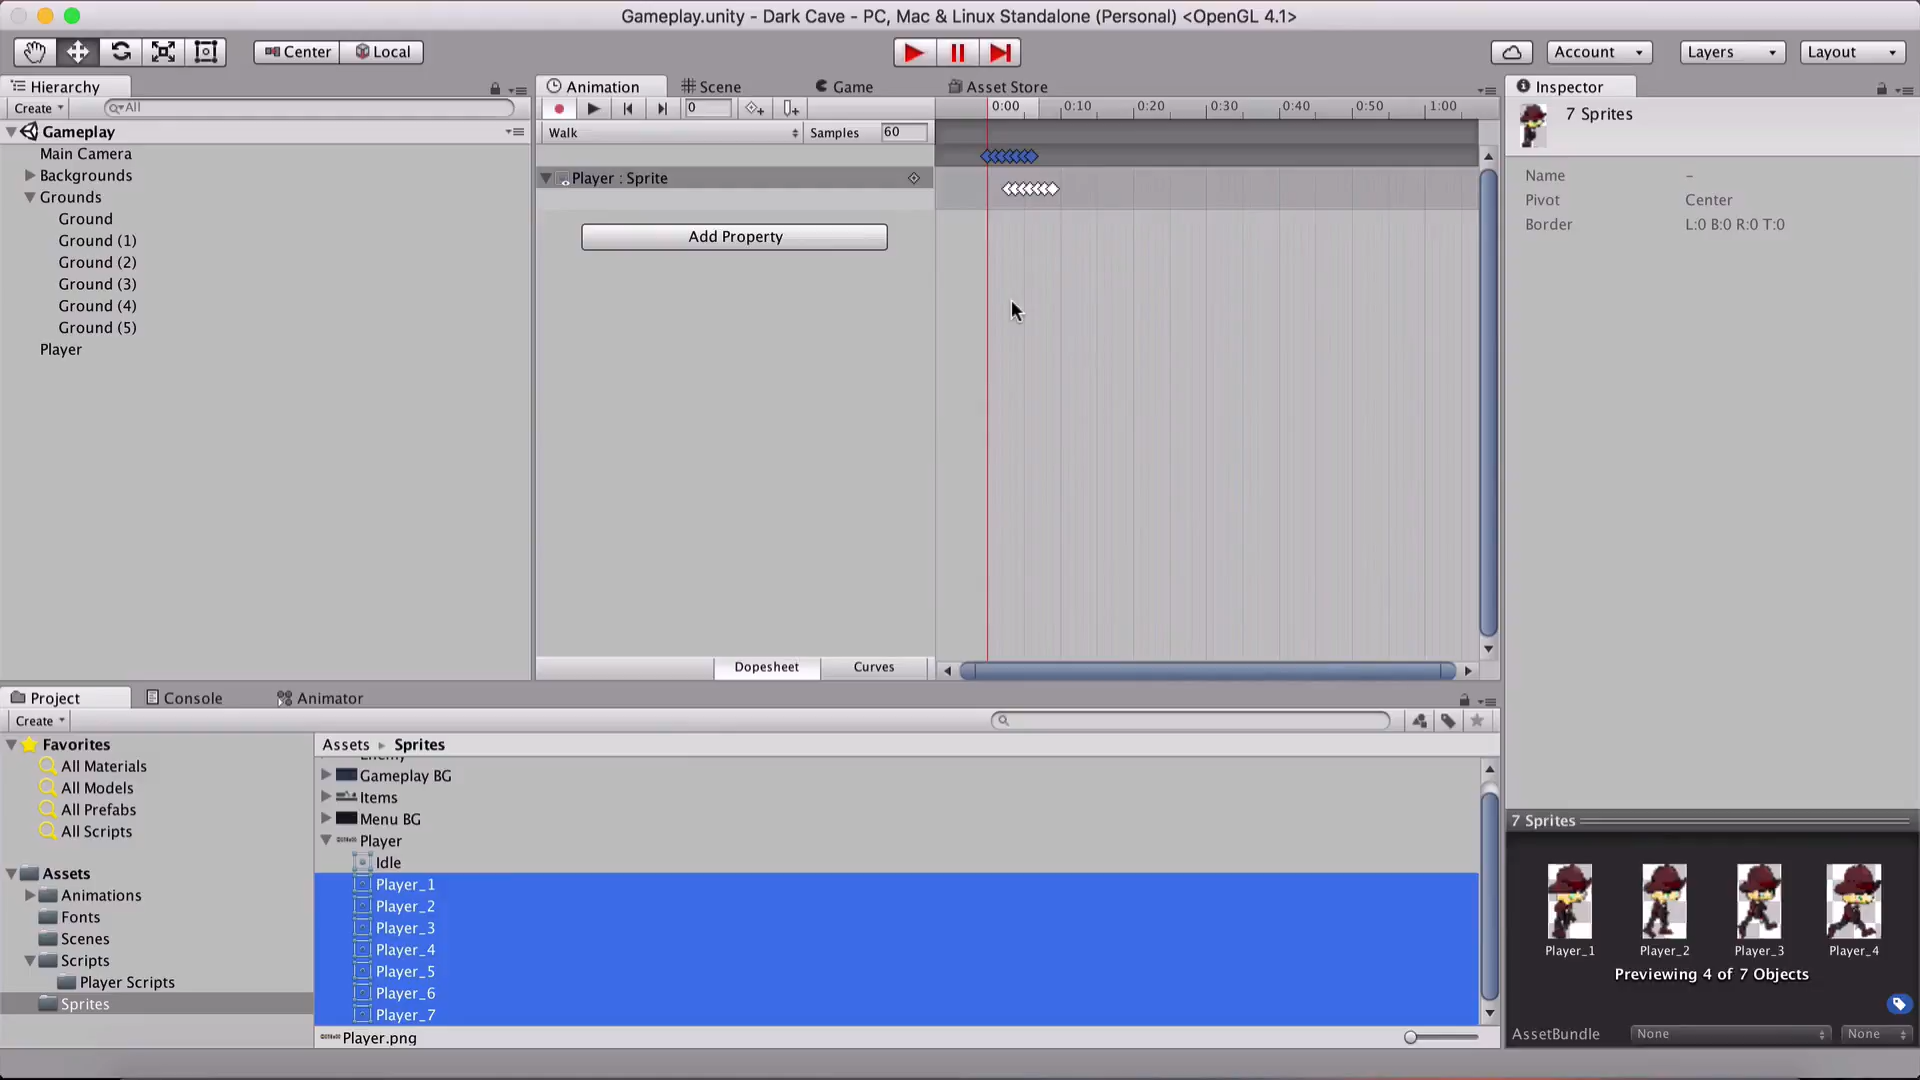 Gameplay.unity - Dark Cave - PC, Mac & Linux Standalone (Personal) <OpenGL 4.1>
Center Local Account Layers Layout
Hierarchy
Create All
Gameplay
Main Camera
Backgrounds
Grounds
Ground
Ground (1)
Ground (2)
Ground (3)
Ground (4)
Ground (5)
Player
Animation Scene Game Asset Store
0 0:00 0:10 0:20 0:30 0:40 0:50 1:00
Walk Samples 60
Player : Sprite
Add Property
Dopesheet Curves
Inspector
7 Sprites
Name –
Pivot Center
Border L:0 B:0 R:0 T:0
Project Console Animator
Create
Favorites
All Materials
All Models
All Prefabs
All Scripts
Assets
Animations
Fonts
Scenes
Scripts
Player Scripts
Sprites
Assets Sprites
Enemy
Gameplay BG
Items
Menu BG
Player
Idle
Player_1
Player_2
Player_3
Player_4
Player_5
Player_6
Player_7
Player.png
7 Sprites
Player_1 Player_2 Player_3 Player_4
Previewing 4 of 7 Objects
AssetBundle None None